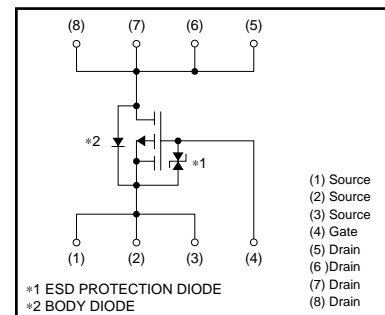 (8) (7) (6) (5)
∗2
∗1
(1) Source
(2) Source
(3) Source
(4) Gate
(5) Drain
(6 )Drain
(7) Drain
(8) Drain
(1) (2) (3) (4)
∗1 ESD PROTECTION DIODE
∗2 BODY DIODE